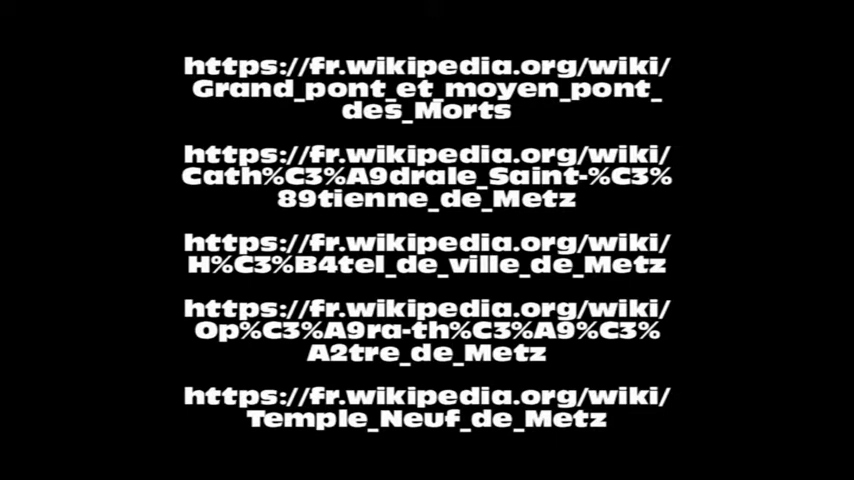 https://fr.wikipedia.org/wiki/
Grand_pont_et_moyen_pont_
des_Morts
https://fr.wikipedia.org/wiki/
Cath%C3%A9drale_Saint-%C3%
89tienne_de_Metz
https://fr.wikipedia.org/wiki/
H%C3%B4tel_de_ville_de_Metz
https://fr.wikipedia.org/wiki/
Op%C3%A9ra-th%C3%A9%C3%
A2tre_de_Metz
https://fr.wikipedia.org/wiki/
Temple_Neuf_de_Metz